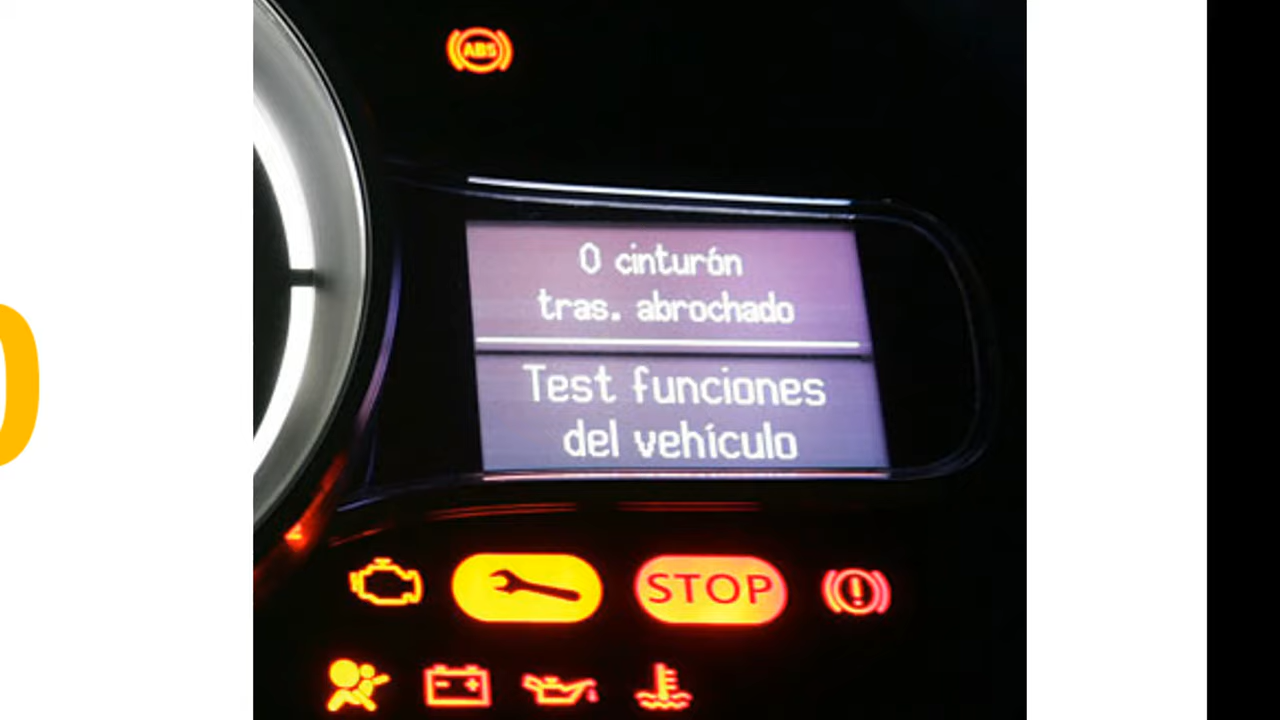 ABS
0 cinturón
tras. abrochado
Test funciones
del vehículo
STOP